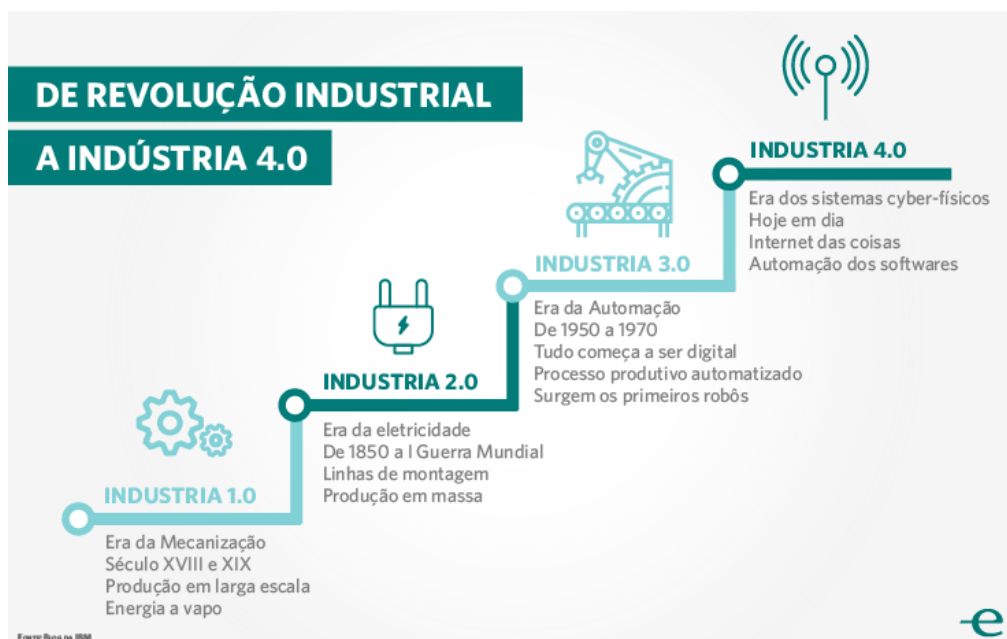 DE REVOLUÇÃO INDUSTRIAL
A INDÚSTRIA 4.0
INDUSTRIA 1.0
Era da Mecanização
Século XVIII e XIX
Produção em larga escala
Energia a vapo
INDUSTRIA 2.0
Era da eletricidade
De 1850 a I Guerra Mundial
Linhas de montagem
Produção em massa
INDUSTRIA 3.0
Era da Automação
De 1950 a 1970
Tudo começa a ser digital
Processo produtivo automatizado
Surgem os primeiros robôs
INDUSTRIA 4.0
Era dos sistemas cyber-físicos
Hoje em dia
Internet das coisas
Automação dos softwares
e